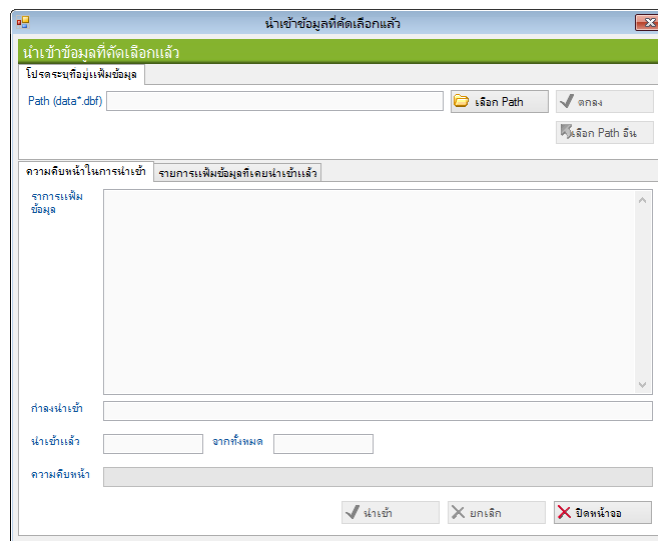 นำเข้าข้อมูลที่คัดเลือกแล้ว
นำเข้าข้อมูลที่คัดเลือกแล้ว
โปรดระบุที่อยู่แฟ้มข้อมูล
Path (data*.dbf) เลือก Path ตกลง
เลือก Path อื่น
ความคืบหน้าในการนำเข้า รายการแฟ้มข้อมูลที่เคยนำเข้าแล้ว
รายการแฟ้ม
ข้อมูล
กำลังนำเข้า
นำเข้าแล้ว จากทั้งหมด
ความคืบหน้า
นำเข้า ยกเลิก ปิดหน้าจอ